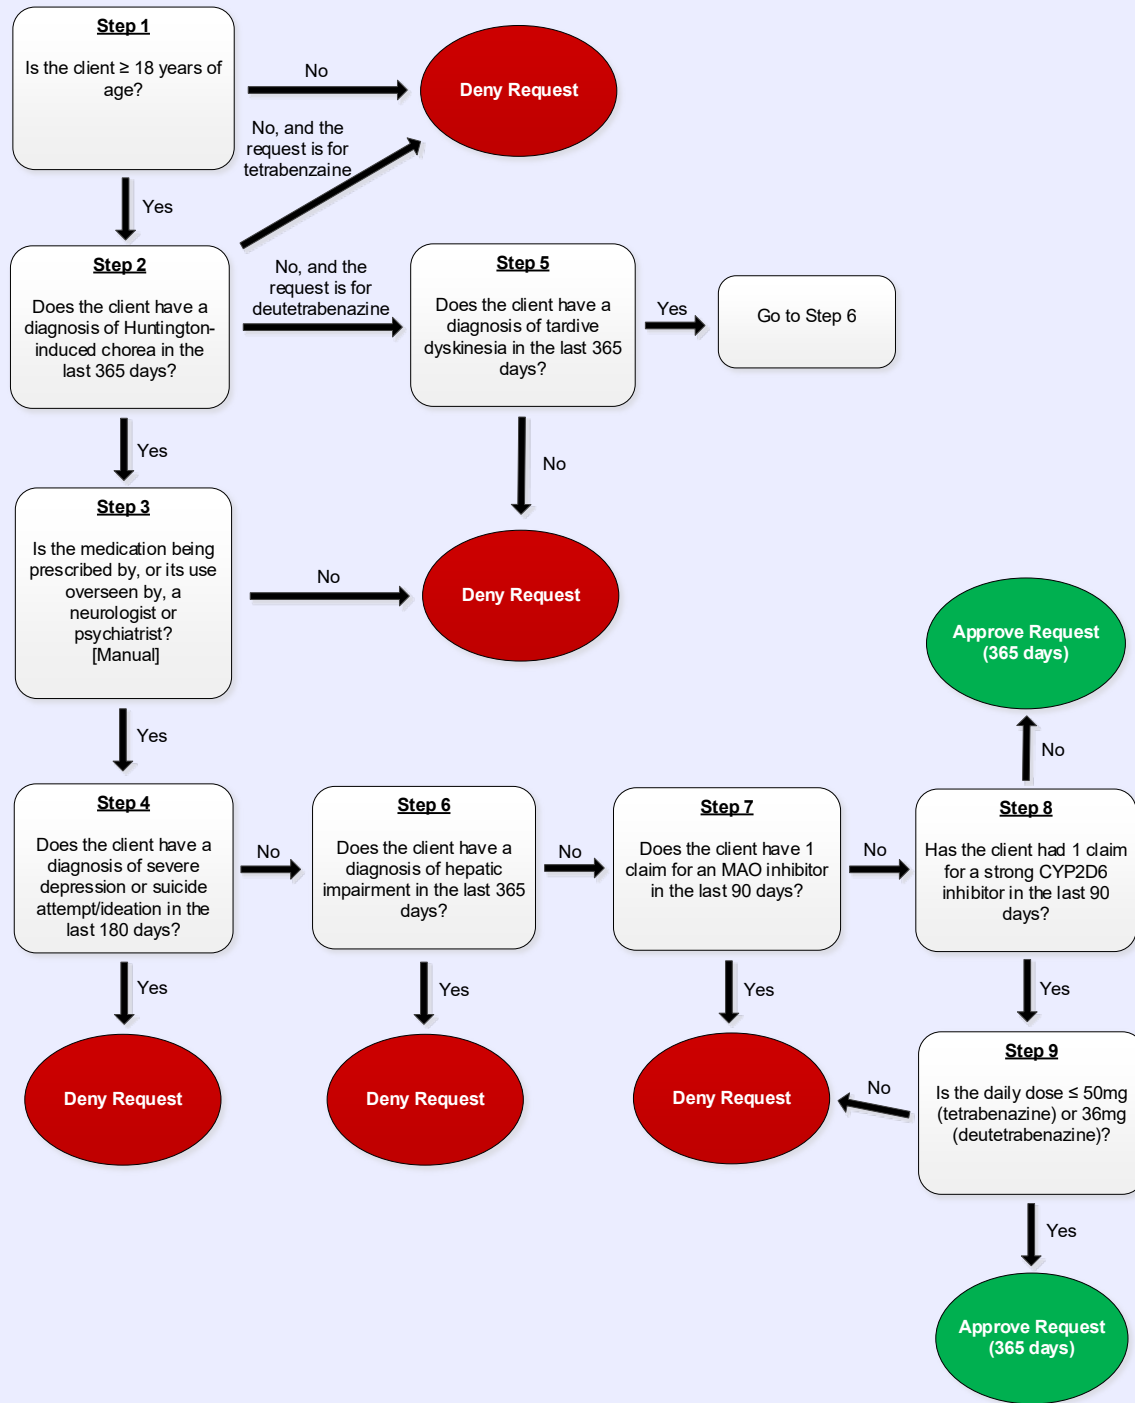 Step 1
Is the client ≥ 18 years of
age?
No
Deny Request
No, and the
request is for
tetrabenzaine
Yes
Step 2
Does the client have a
diagnosis of Huntington-
induced chorea in the
last 365 days?
No, and the
request is for
deutetrabenazine
Step 5
Does the client have a
diagnosis of tardive
dyskinesia in the last 365
days?
Yes
Go to Step 6
Yes
No
Step 3
Is the medication being
prescribed by, or its use
overseen by, a
neurologist or
psychiatrist?
[Manual]
No
Deny Request
Approve Request
(365 days)
Yes
No
Step 4
Does the client have a
diagnosis of severe
depression or suicide
attempt/ideation in the
last 180 days?
No
Step 6
Does the client have a
diagnosis of hepatic
impairment in the last 365
days?
No
Step 7
Does the client have 1
claim for an MAO inhibitor
in the last 90 days?
No
Step 8
Has the client had 1 claim
for a strong CYP2D6
inhibitor in the last 90
days?
Yes
Yes
Yes
Yes
Deny Request
Deny Request
Deny Request
No
Step 9
Is the daily dose ≤ 50mg
(tetrabenazine) or 36mg
(deutetrabenazine)?
Yes
Approve Request
(365 days)